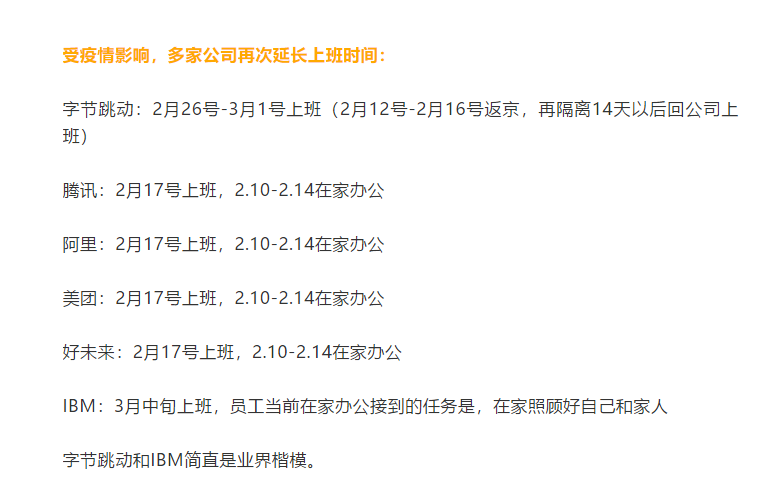 受疫情影响，多家公司再次延长上班时间：
字节跳动：2月26号-3月1号上班（2月12号-2月16号返京，再隔离14天以后回公司上
班）
腾讯：2月17号上班，2.10-2.14在家办公
阿里：2月17号上班，2.10-2.14在家办公
美团：2月17号上班，2.10-2.14在家办公
好未来：2月17号上班，2.10-2.14在家办公
IBM：3月中旬上班，员工当前在家办公接到的任务是，在家照顾好自己和家人
字节跳动和IBM简直是业界楷模。